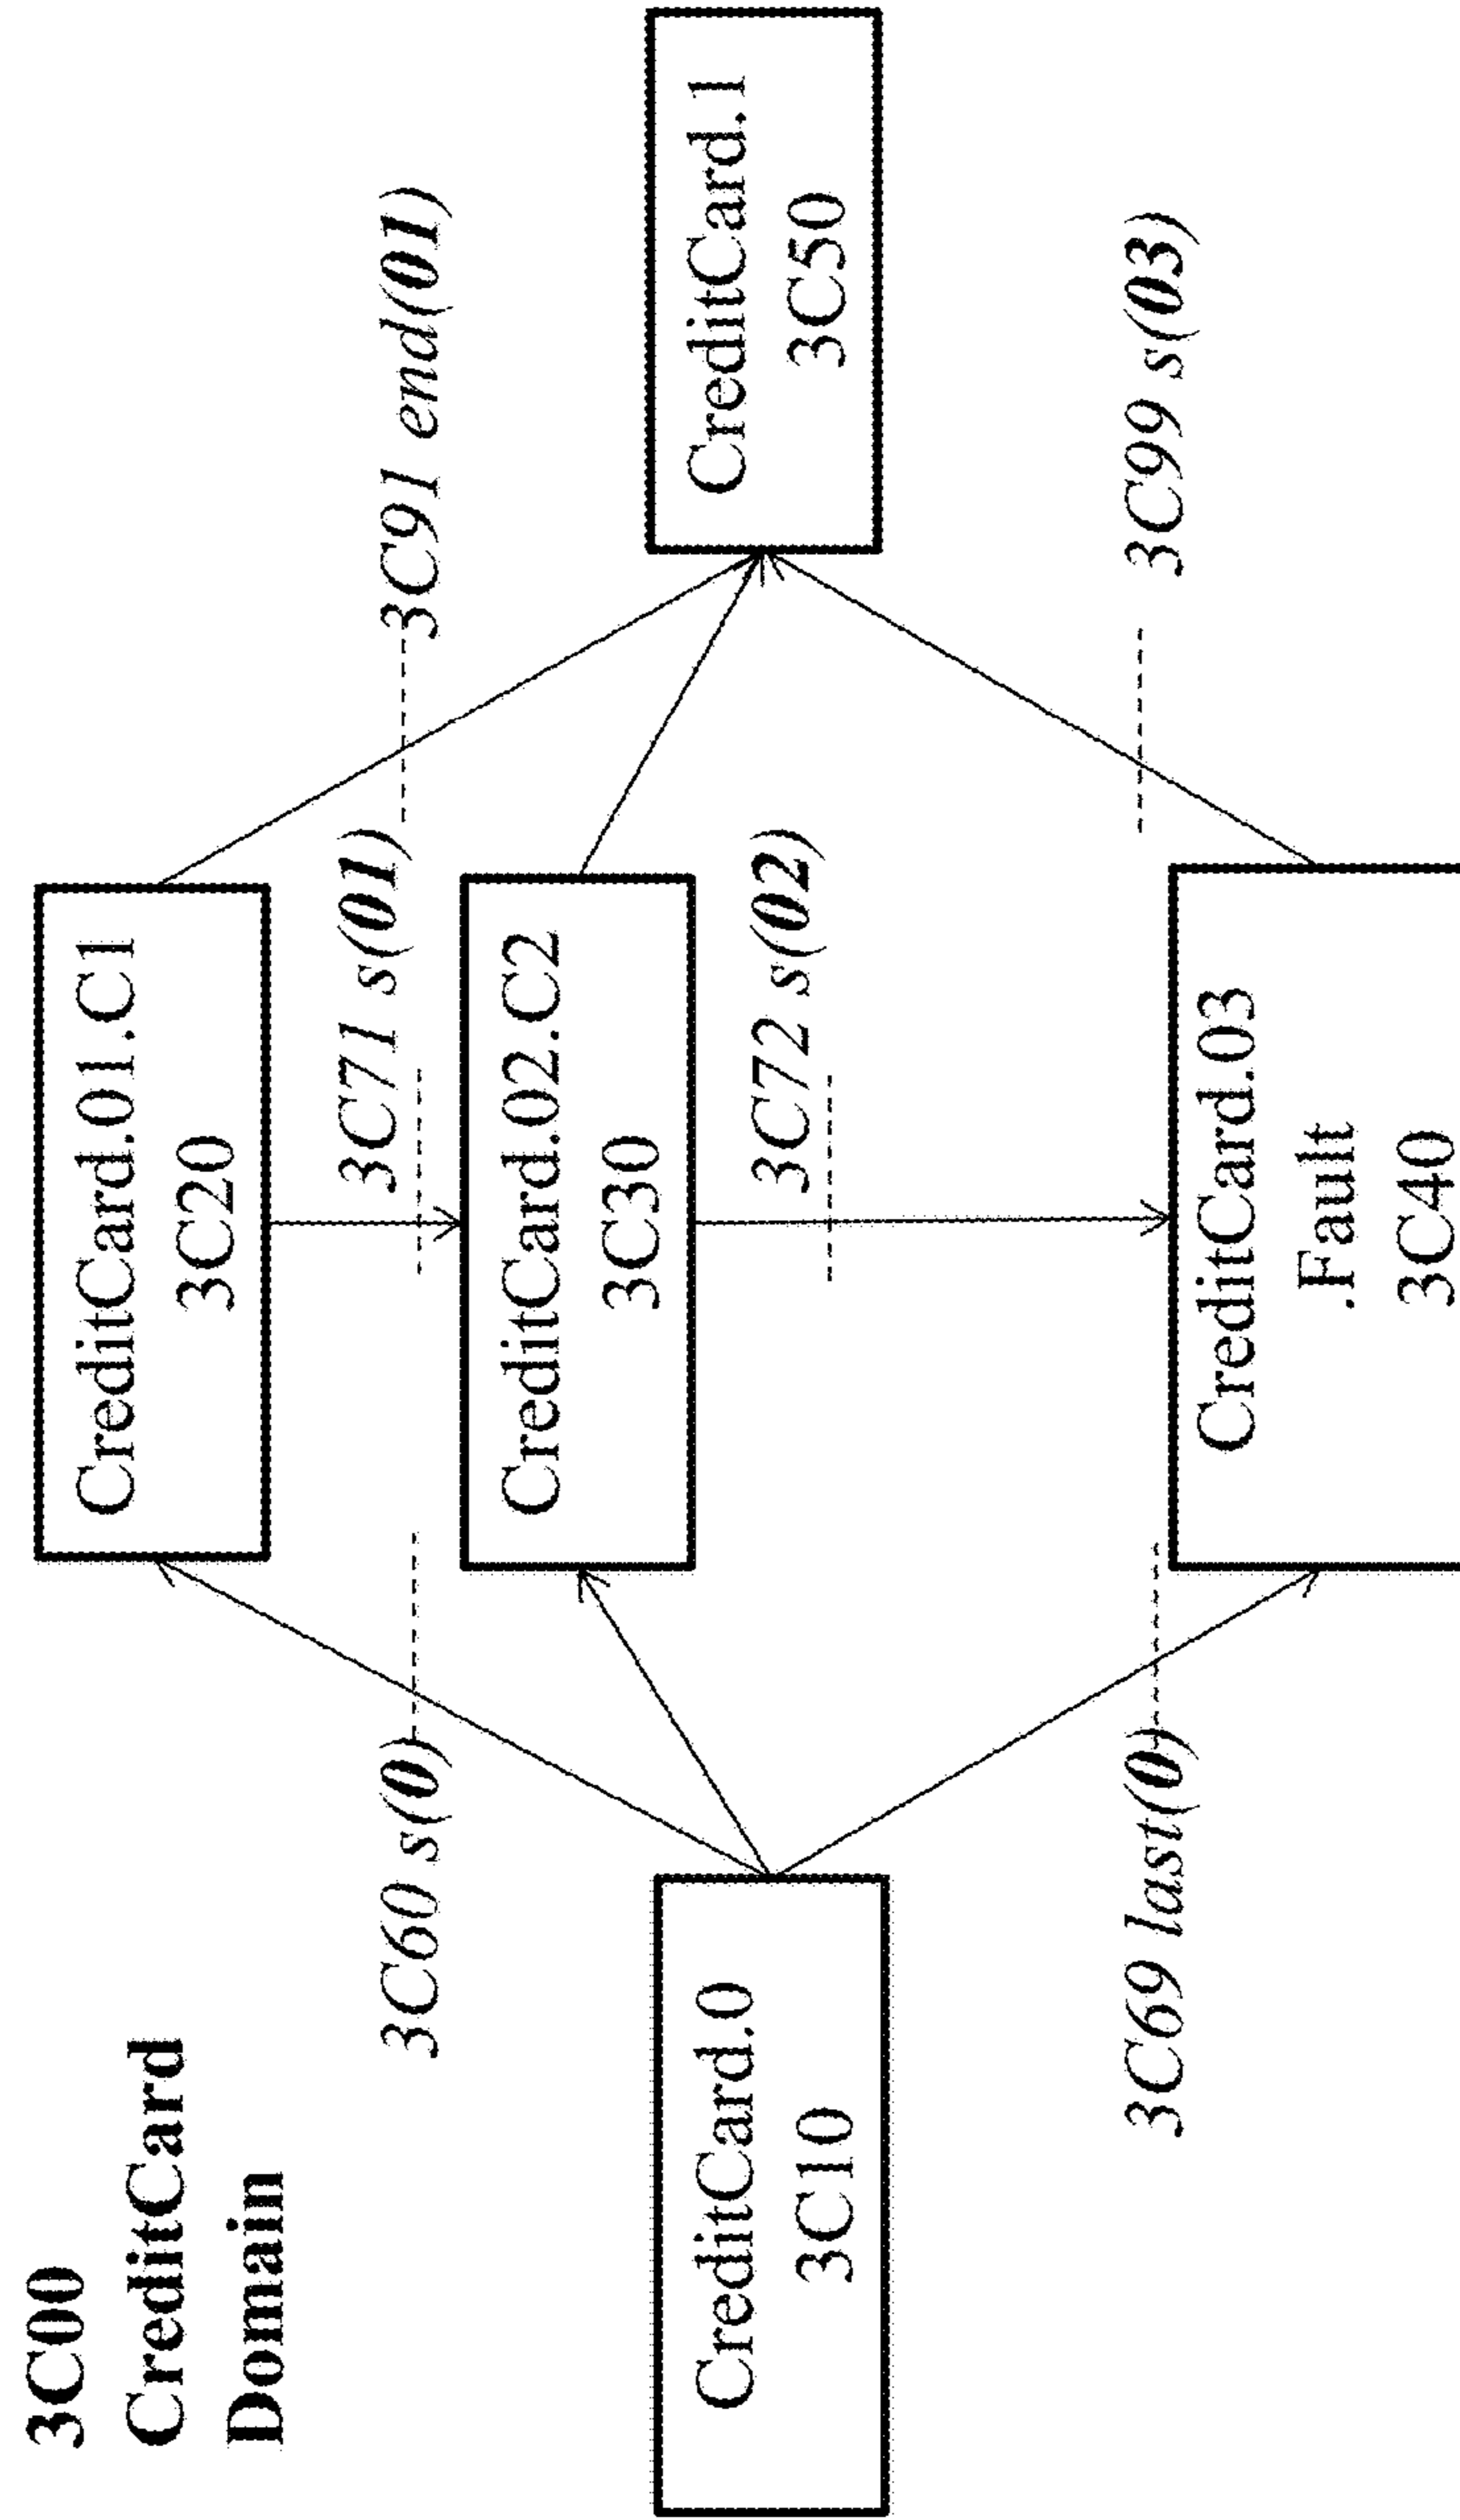 3C00
CreditCard
Domain
CreditCard.01.C1
3C20
3C60 s(0)
3C71 s(01)
3C91 end(01)
CreditCard.02.C2
3C30
CreditCard.0
3C10
CreditCard.1
3C50
3C72 s(02)
3C69 last(0)
3C99 s(03)
CreditCard.03
.Fault
3C40